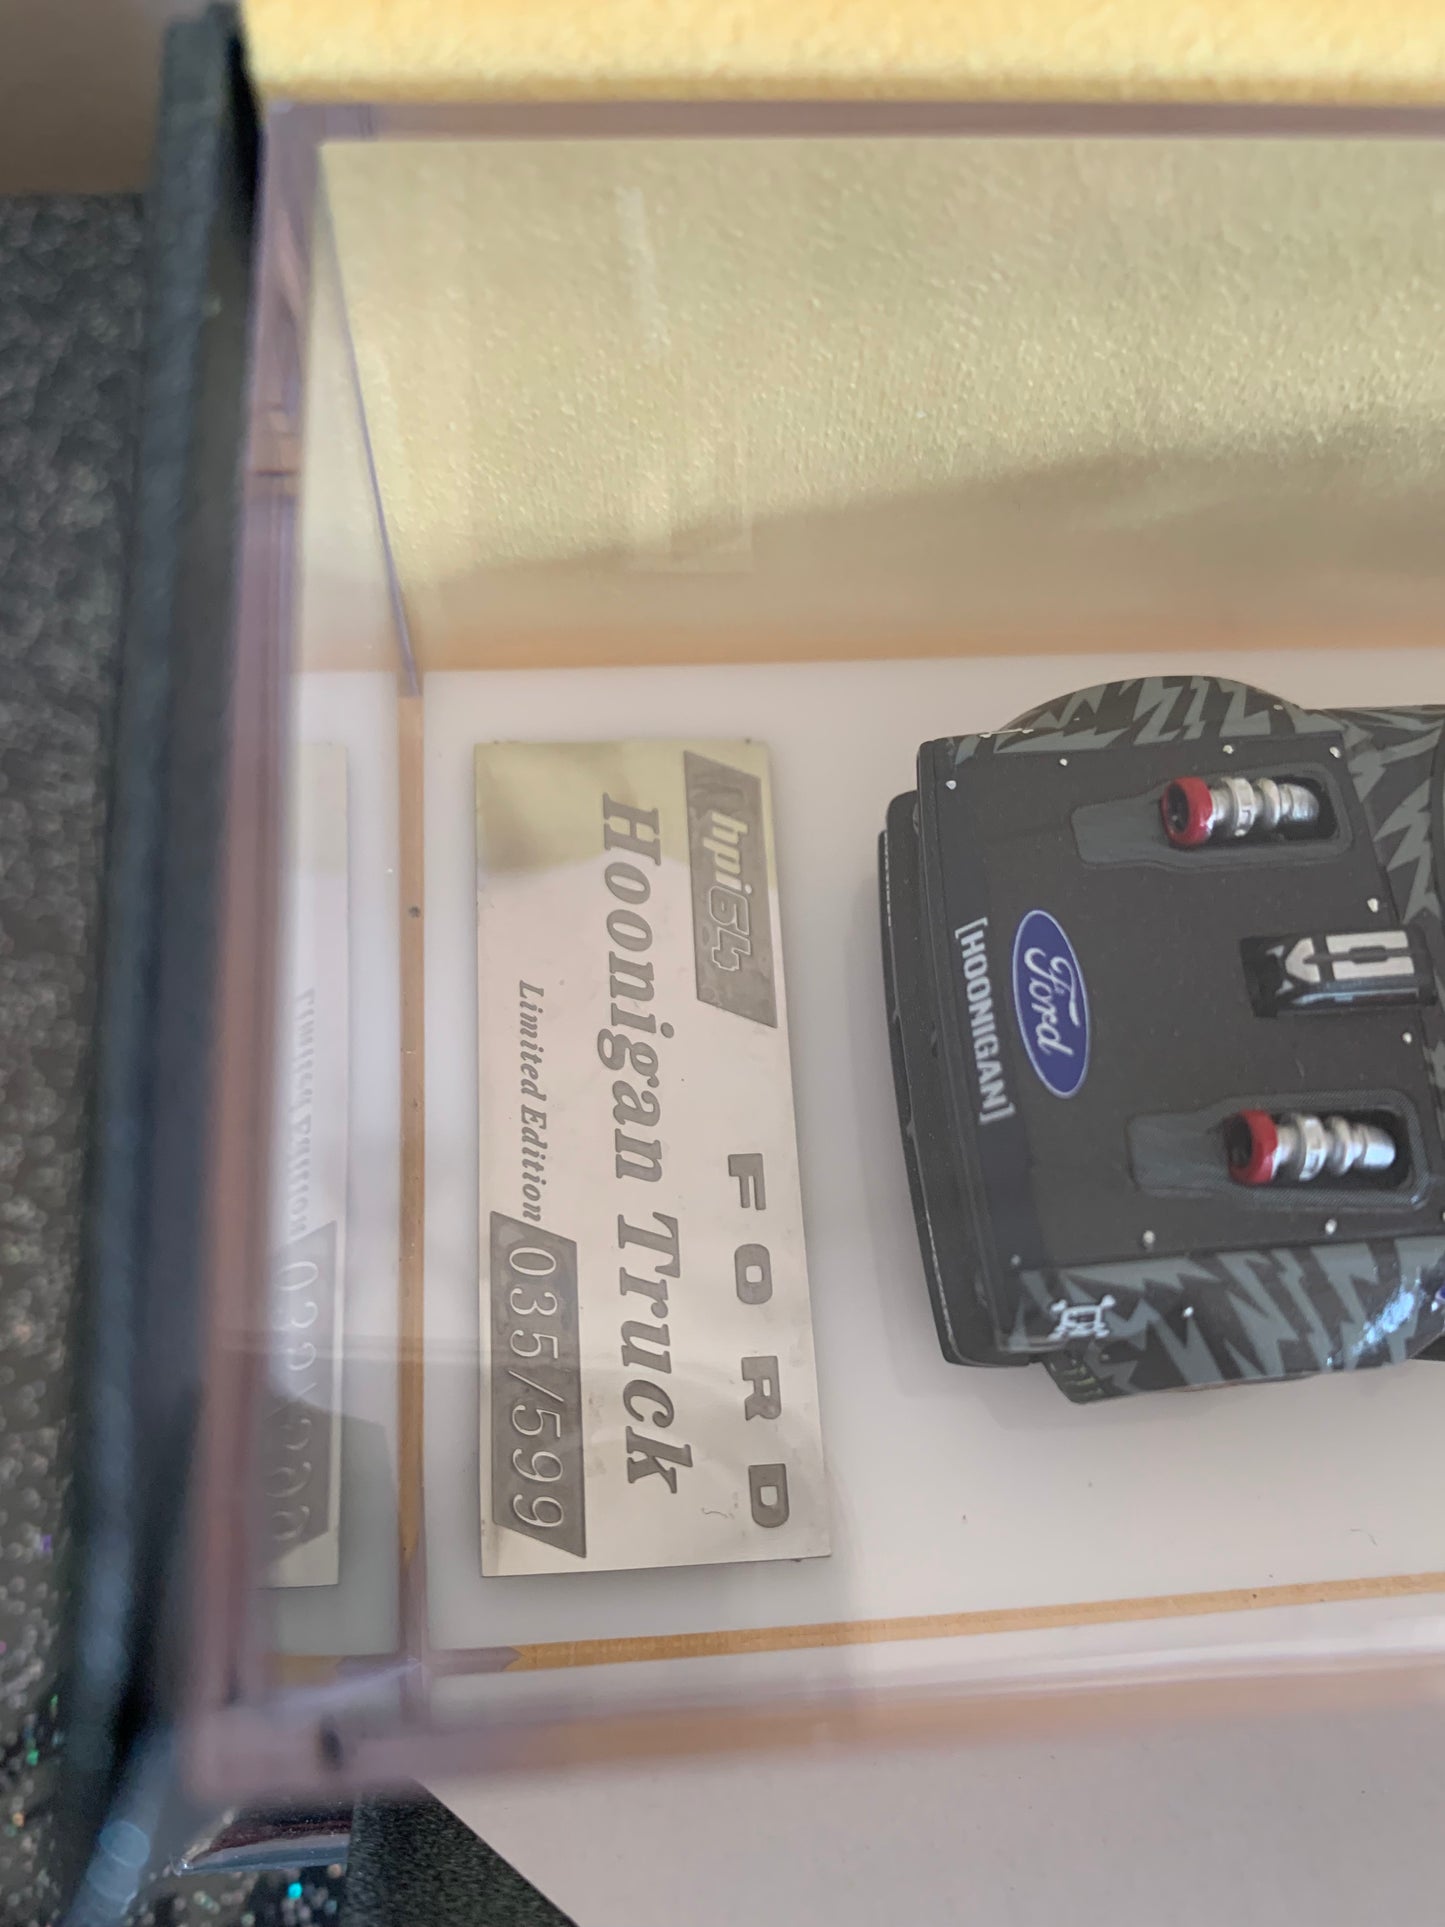 hpi64
FORD
Hoonigan Truck
Limited Edition 035/599
Ford
[HOONIGAN]